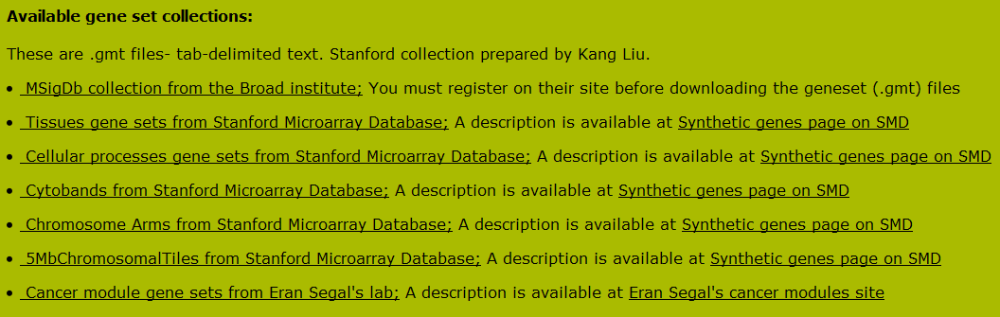 Available gene set collections:
These are .gmt files- tab-delimited text. Stanford collection prepared by Kang Liu.
• MSigDb collection from the Broad institute; You must register on their site before downloading the geneset (.gmt) files
• Tissues gene sets from Stanford Microarray Database; A description is available at Synthetic genes page on SMD
• Cellular processes gene sets from Stanford Microarray Database; A description is available at Synthetic genes page on SMD
• Cytobands from Stanford Microarray Database; A description is available at Synthetic genes page on SMD
• Chromosome Arms from Stanford Microarray Database; A description is available at Synthetic genes page on SMD
• 5MbChromosomalTiles from Stanford Microarray Database; A description is available at Synthetic genes page on SMD
• Cancer module gene sets from Eran Segal's lab; A description is available at Eran Segal's cancer modules site